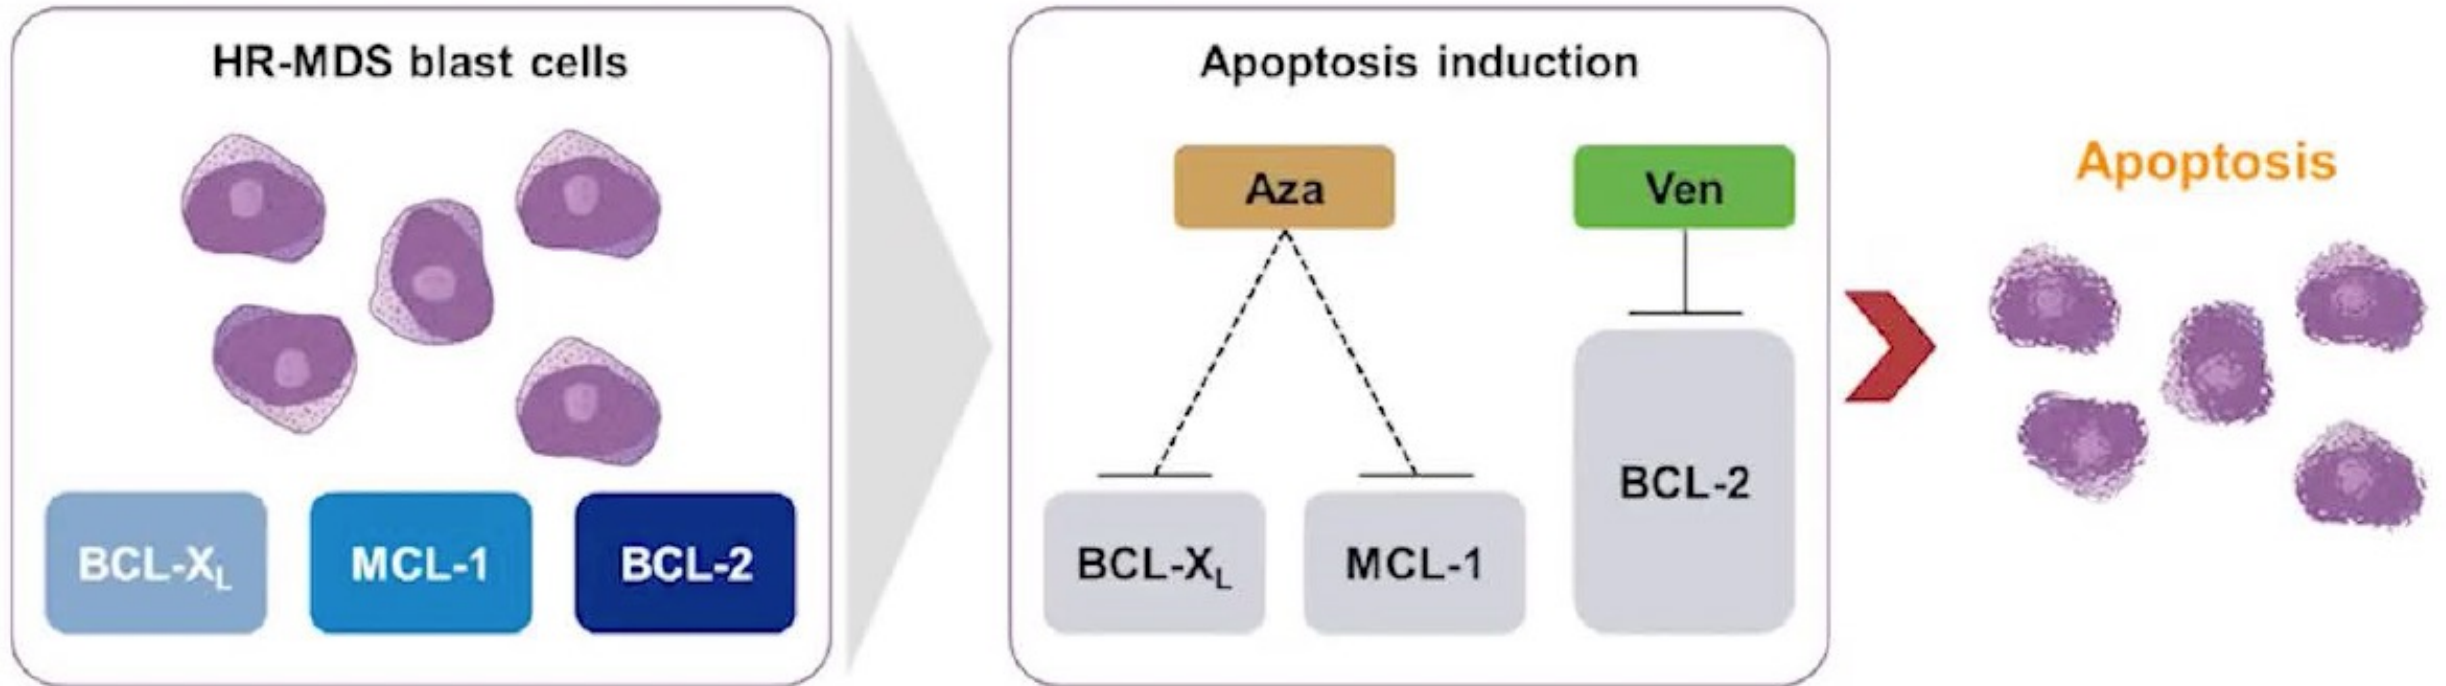 HR-MDS blast cells
BCL-XL
MCL-1
BCL-2
Apoptosis induction
Aza
Ven
BCL-XL
MCL-1
BCL-2
Apoptosis